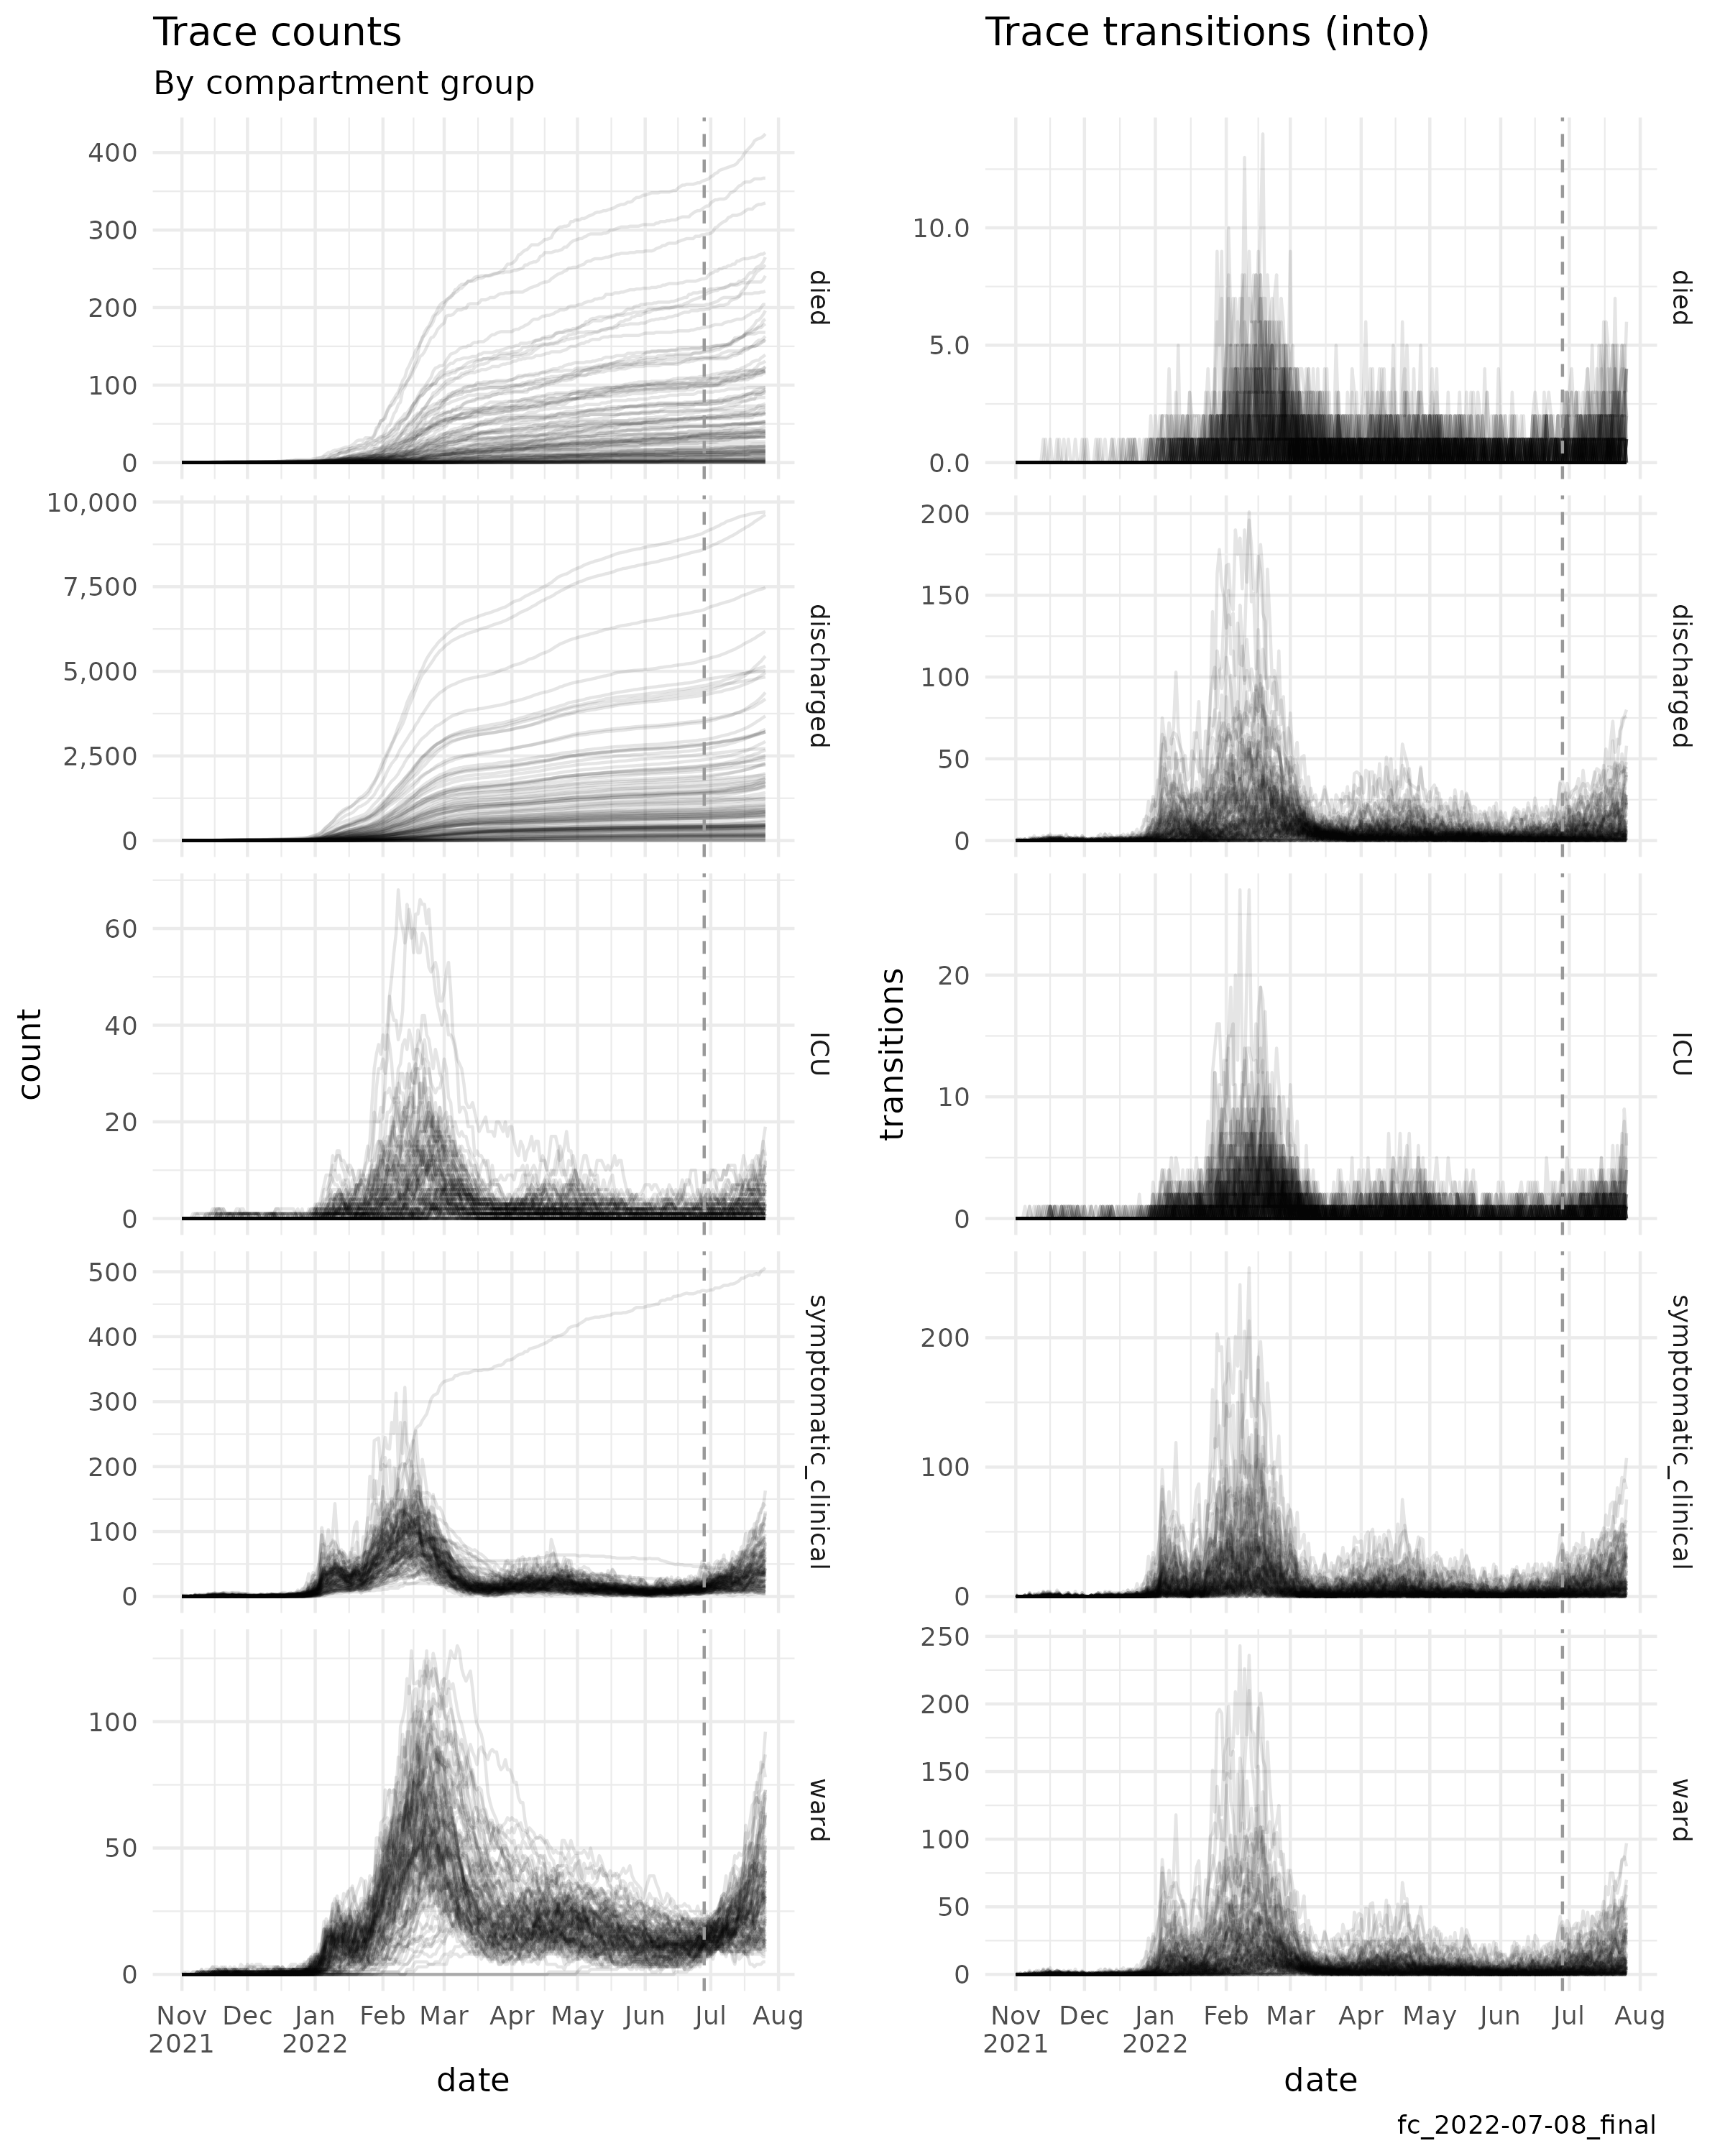 Trace counts
By compartment group
400
300
200
100
0
died
10,000
7,500
5,000
2,500
0
discharged
60
40
20
0
ICU
500
400
300
200
100
0
symptomatic_clinical
100
50
0
ward
count
Nov Dec Jan Feb Mar Apr May Jun Jul Aug
2021 2022
date
Trace transitions (into)
10.0
5.0
0.0
died
200
150
100
50
0
discharged
20
10
0
ICU
200
100
0
symptomatic_clinical
250
200
150
100
50
0
ward
transitions
Nov Dec Jan Feb Mar Apr May Jun Jul Aug
2021 2022
date
fc_2022-07-08_final